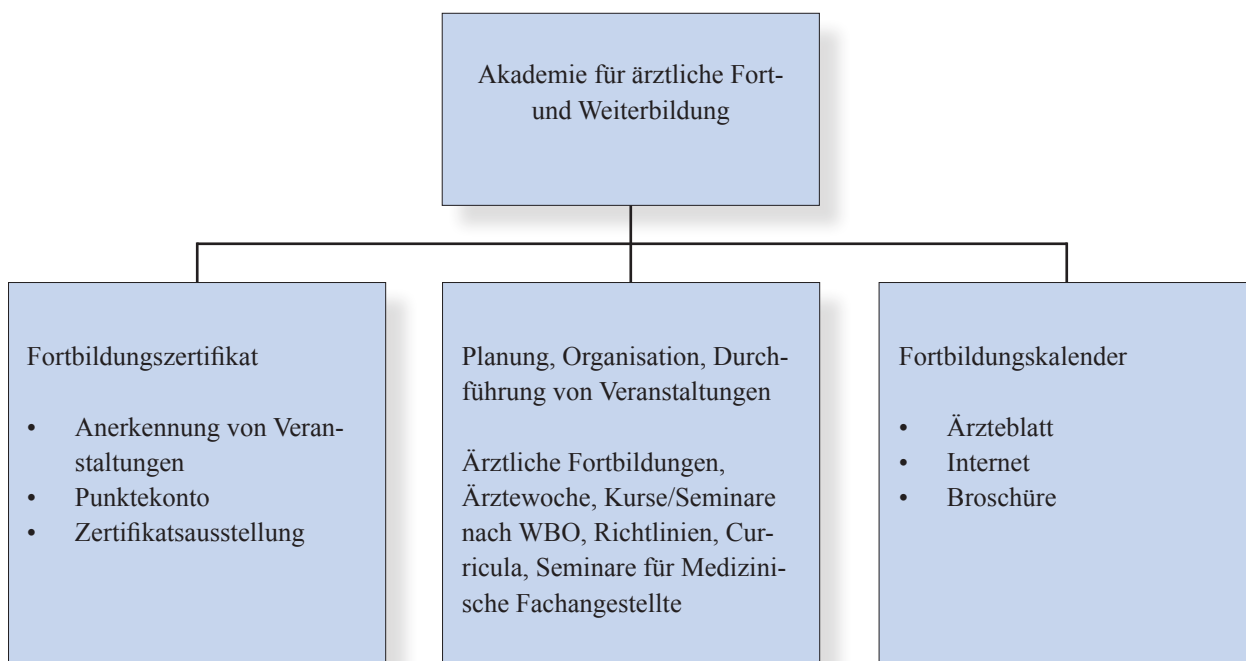 Akademie für ärztliche Fort-
und Weiterbildung
Fortbildungszertifikat
• Anerkennung von Veran-
staltungen
• Punktekonto
• Zertifikatsausstellung
Planung, Organisation, Durch-
führung von Veranstaltungen
Ärztliche Fortbildungen,
Ärztewoche, Kurse/Seminare
nach WBO, Richtlinien, Cur-
ricula, Seminare für Medizini-
sche Fachangestellte
Fortbildungskalender
• Ärzteblatt
• Internet
• Broschüre